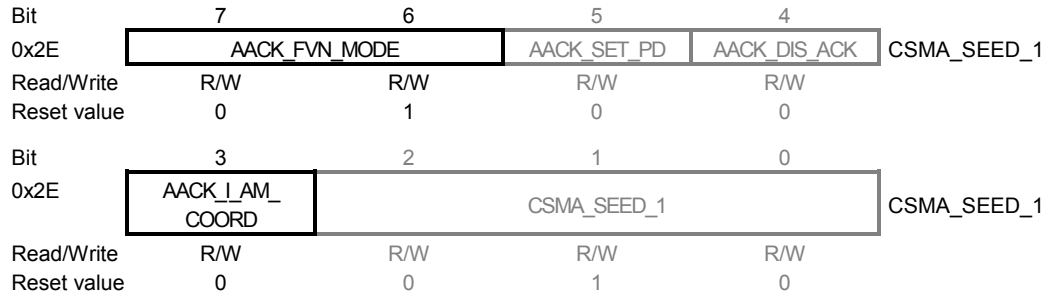 Bit 7 6 5 4
0x2E AACK_FVN_MODE AACK_SET_PD AACK_DIS_ACK CSMA_SEED_1
Read/Write R/W R/W R/W R/W
Reset value 0 1 0 0
Bit 3 2 1 0
0x2E AACK_I_AM_
COORD CSMA_SEED_1 CSMA_SEED_1
Read/Write R/W R/W R/W R/W
Reset value 0 0 1 0